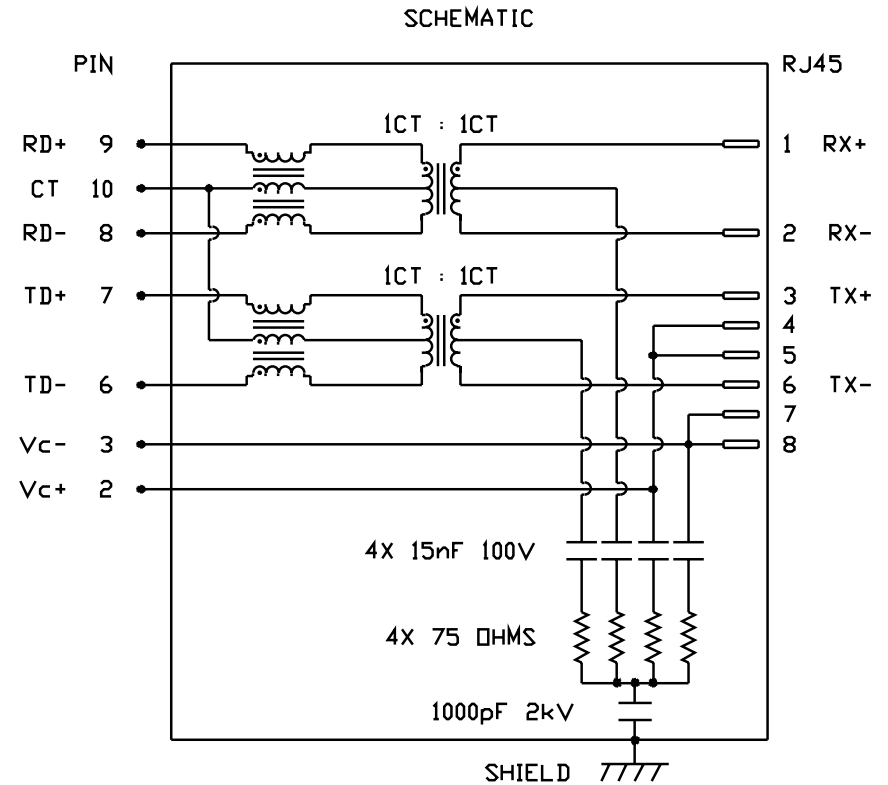 SCHEMATIC
PIN RJ45
1CT : 1CT
RD+ 9 1 RX+
CT 10
RD- 8 2 RX-
1CT : 1CT
TD+ 7 3 TX+
4
5
TD- 6 6 TX-
7
Vc- 3 8
Vc+ 2
4X 15nF 100V
4X 75 OHMS
1000pF 2kV
SHIELD